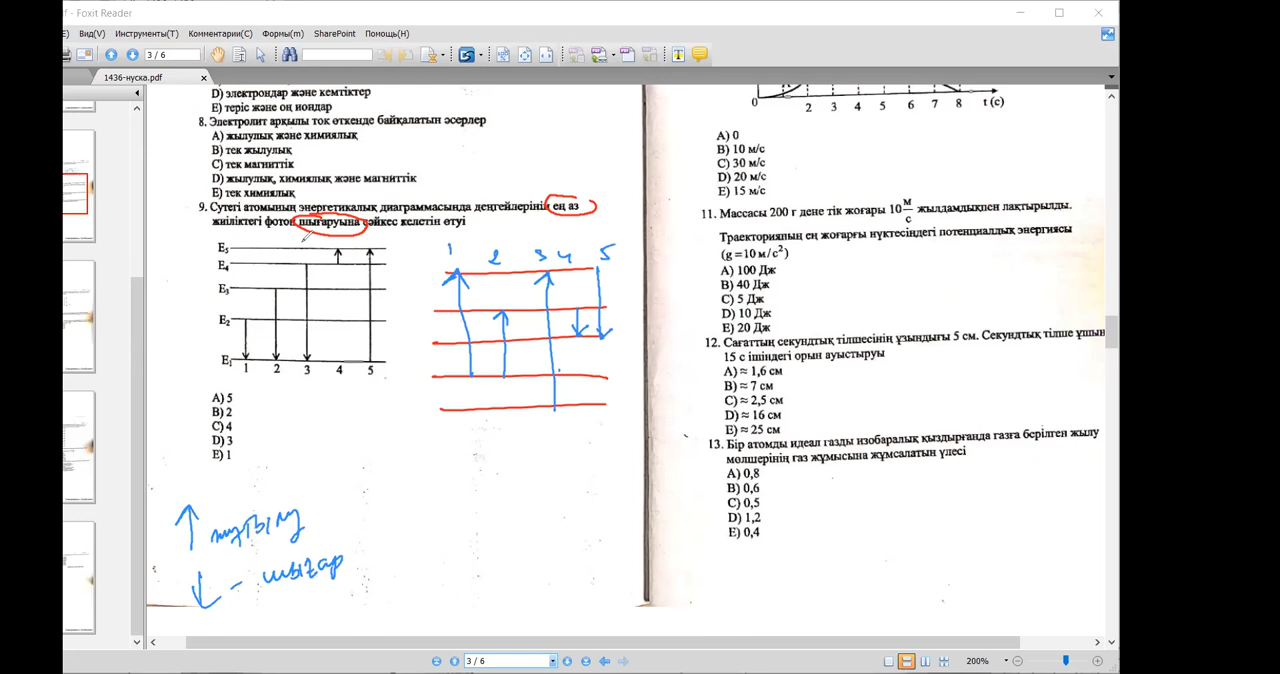 df - Foxit Reader
E) Вид(V) Инструменты(T) Комментарии(C) Формы(m) SharePoint Помощь(H)
3 / 6
1436-нуска.pdf
D) электрондар және кемтіктер
E) теріс және оң иондар
8. Электролит арқылы ток өткенде байқалатын әсерлер
A) жылулық және химиялық
B) тек жылулық
C) тек магниттік
D) жылулық, химиялық және магниттік
E) тек химиялық
9. Сутегі атомының энергетикалық диаграммасында деңгейлерінің ең аз
жиіліктегі фотон шығаруына сәйкес келетін өтуі
E5
E4
E3
E2
E1
1 2 3 4 5
1 2 3 4 5
A) 5
B) 2
C) 4
D) 3
E) 1
жұтылу
- шығар
0 2 3 4 5 6 7 8 t (c)
A) 0
B) 10 м/с
C) 30 м/с
D) 20 м/с
E) 15 м/с
11. Массасы 200 г дене тік жоғары 10 м/с жылдамдықпен лақтырылды.
Траекторияның ең жоғарғы нүктесіндегі потенциалдық энергиясы
(g = 10 м/с²)
A) 100 Дж
B) 40 Дж
C) 5 Дж
D) 10 Дж
E) 20 Дж
12. Сағаттың секундтық тілшесінің ұзындығы 5 см. Секундтық тілше ұшын
15 с ішіндегі орын ауыстыруы
A) ≈ 1,6 см
B) ≈ 7 см
C) ≈ 2,5 см
D) ≈ 16 см
E) ≈ 25 см
13. Бір атомды идеал газды изобаралық қыздырғанда газға берілген жылу
мөлшерінің газ жұмысына жұмсалатын үлесі
A) 0,8
B) 0,6
C) 0,5
D) 1,2
E) 0,4
3 / 6
200%